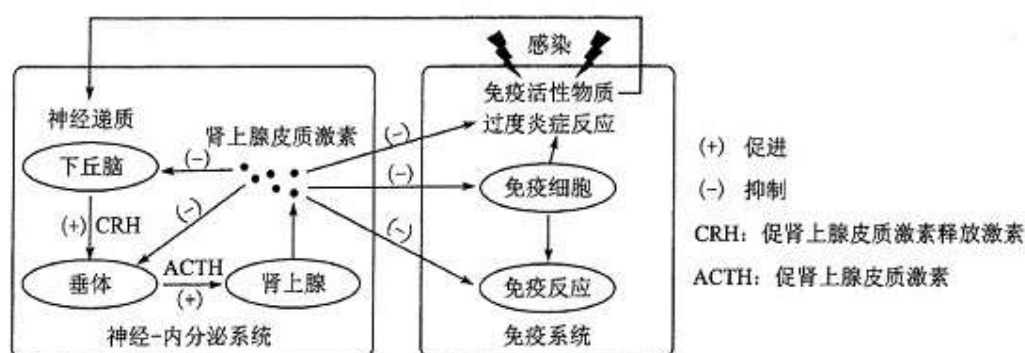 感染
神经递质
肾上腺皮质激素
(-)
免疫活性物质
过度炎症反应
下丘脑
(-)
(-)
免疫细胞
(+) CRH
(-)
(-)
垂体
ACTH
(+)
肾上腺
免疫反应
神经-内分泌系统
免疫系统
(+) 促进
(-) 抑制
CRH: 促肾上腺皮质激素释放激素
ACTH: 促肾上腺皮质激素